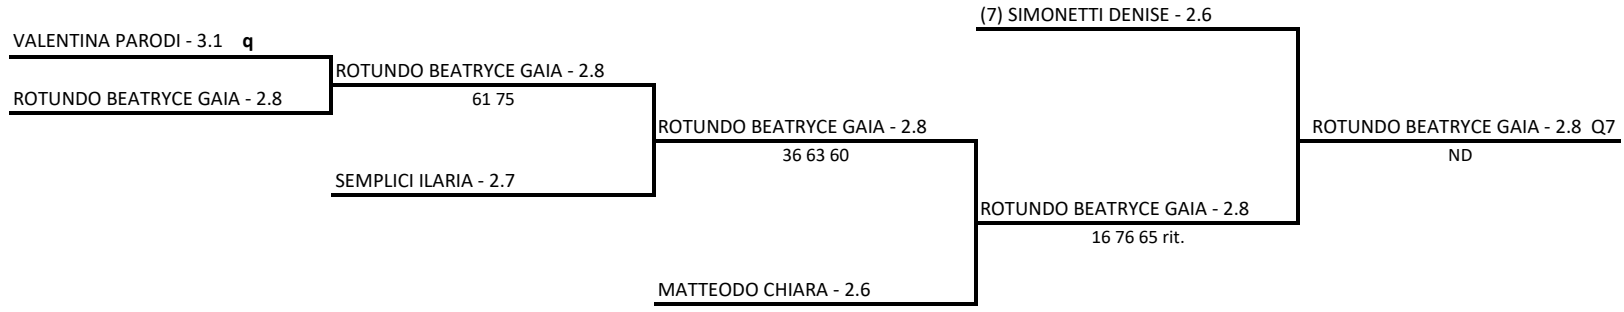 (7) SIMONETTI DENISE - 2.6
VALENTINA PARODI - 3.1 q
ROTUNDO BEATRYCE GAIA - 2.8
ROTUNDO BEATRYCE GAIA - 2.8
61 75
ROTUNDO BEATRYCE GAIA - 2.8
36 63 60
ROTUNDO BEATRYCE GAIA - 2.8 Q7
ND
SEMPLICI ILARIA - 2.7
ROTUNDO BEATRYCE GAIA - 2.8
16 76 65 rit.
MATTEODO CHIARA - 2.6